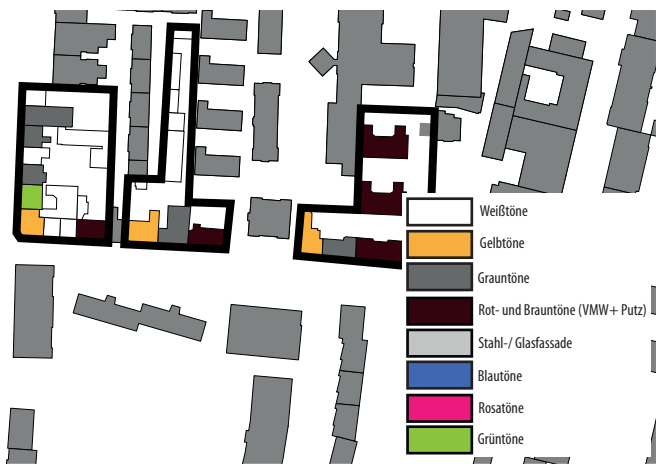 Weißtöne
Gelbtöne
Grauntöne
Rot- und Brauntöne (VMW+ Putz)
Stahl-/ Glasfassade
Blautöne
Rosatöne
Grüntöne